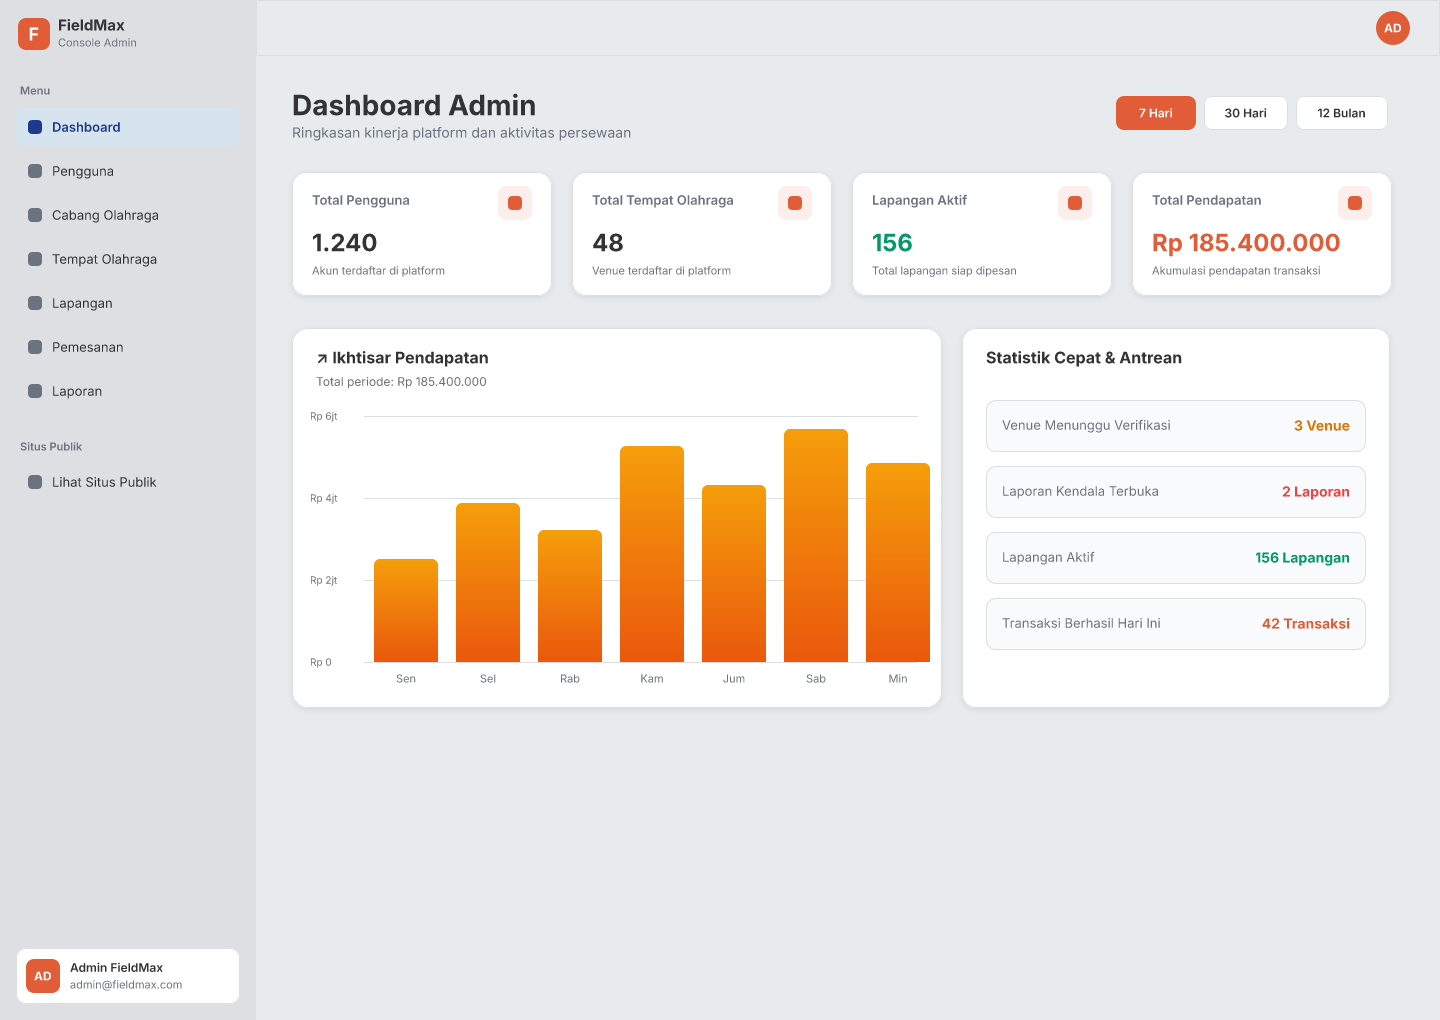 F
FieldMax
Console Admin
Menu
Dashboard
Pengguna
Cabang Olahraga
Tempat Olahraga
Lapangan
Pemesanan
Laporan
Situs Publik
Lihat Situs Publik
AD
Admin FieldMax
admin@fieldmax.com
AD
Dashboard Admin
Ringkasan kinerja platform dan aktivitas persewaan
7 Hari
30 Hari
12 Bulan
Total Pengguna
1.240
Akun terdaftar di platform
Total Tempat Olahraga
48
Venue terdaftar di platform
Lapangan Aktif
156
Total lapangan siap dipesan
Total Pendapatan
Rp 185.400.000
Akumulasi pendapatan transaksi
Ikhtisar Pendapatan
Total periode: Rp 185.400.000
Rp 6jt
Rp 4jt
Rp 2jt
Rp 0
Sen Sel Rab Kam Jum Sab Min
Statistik Cepat & Antrean
Venue Menunggu Verifikasi 3 Venue
Laporan Kendala Terbuka 2 Laporan
Lapangan Aktif 156 Lapangan
Transaksi Berhasil Hari Ini 42 Transaksi